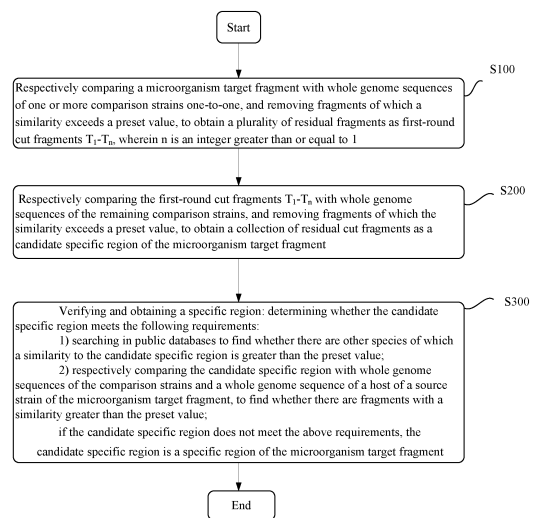 Start
S100
Respectively comparing a microorganism target fragment with whole genome sequences
of one or more comparison strains one-to-one, and removing fragments of which a
similarity exceeds a preset value, to obtain a plurality of residual fragments as first-round
cut fragments T₁-Tₙ, wherein n is an integer greater than or equal to 1
S200
Respectively comparing the first-round cut fragments T₁-Tₙ with whole genome
sequences of the remaining comparison strains, and removing fragments of which the
similarity exceeds a preset value, to obtain a collection of residual cut fragments as a
candidate specific region of the microorganism target fragment
S300
Verifying and obtaining a specific region: determining whether the candidate
specific region meets the following requirements:
1) searching in public databases to find whether there are other species of which
a similarity to the candidate specific region is greater than the preset value;
2) respectively comparing the candidate specific region with whole genome
sequences of the comparison strains and a whole genome sequence of a host of a source
strain of the microorganism target fragment, to find whether there are fragments with a
similarity greater than the preset value;
if the candidate specific region does not meet the above requirements, the
candidate specific region is a specific region of the microorganism target fragment
End